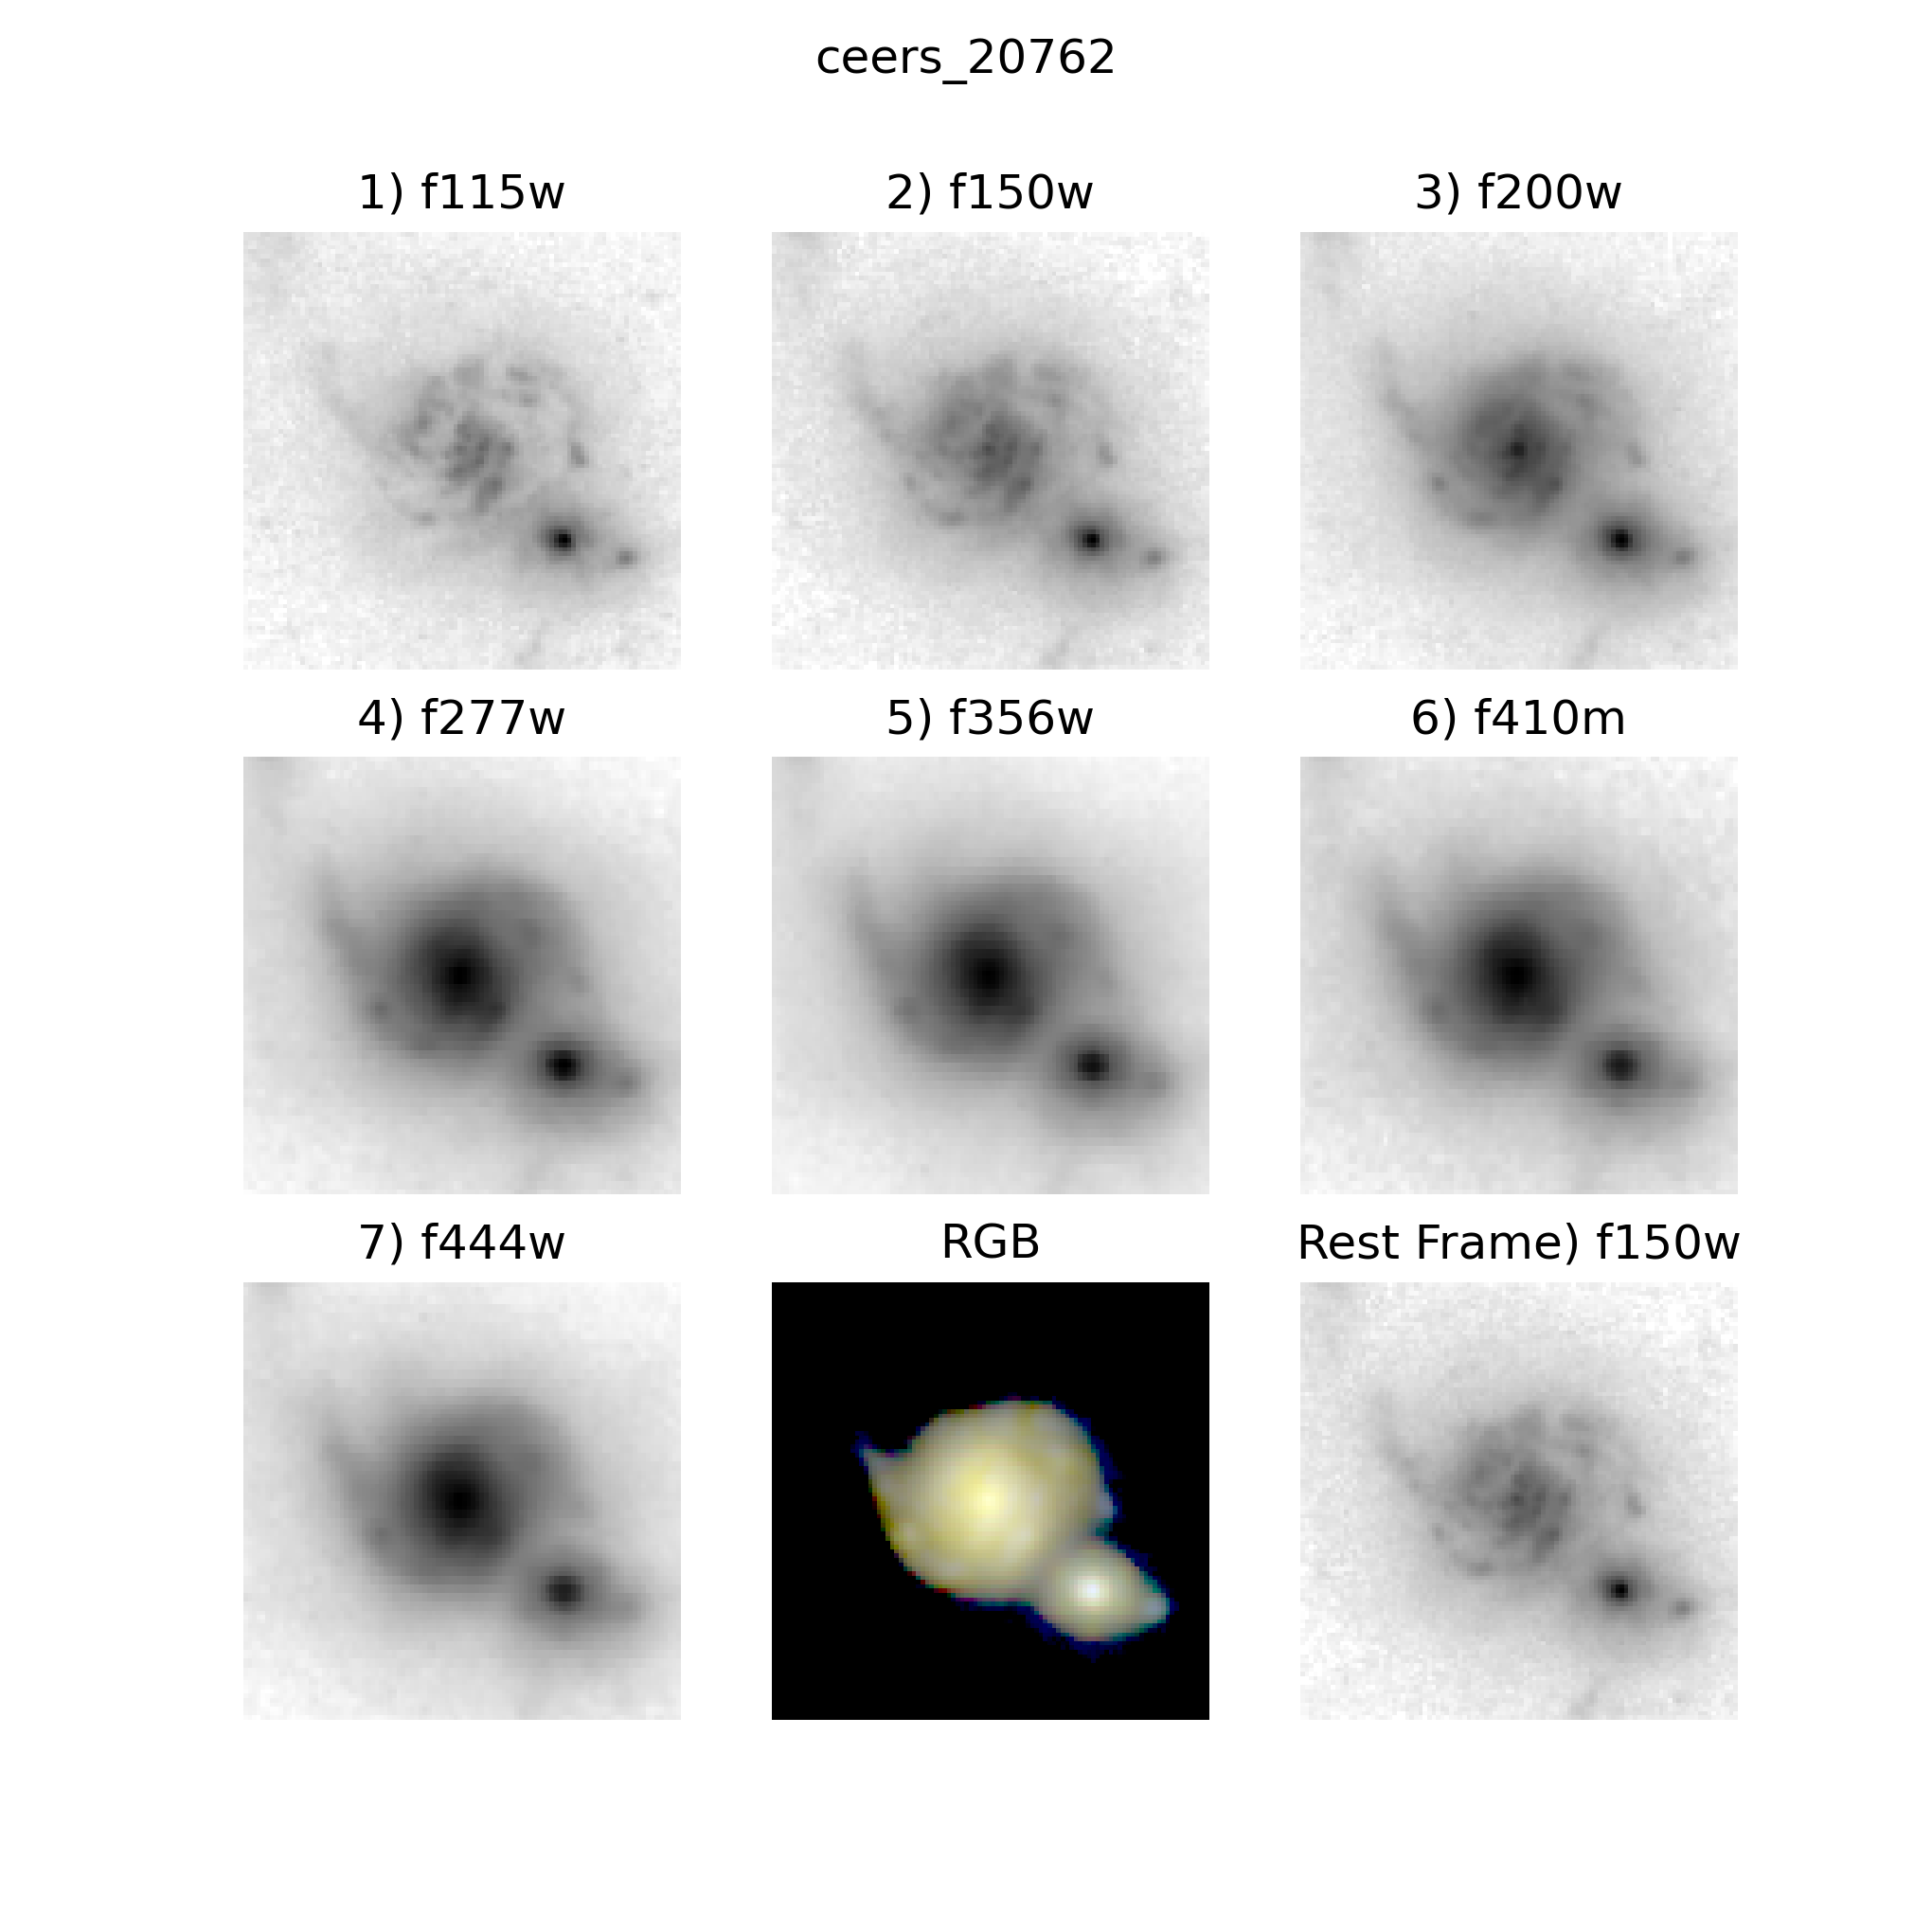 ceers_20762
1) f115w
2) f150w
3) f200w
4) f277w
5) f356w
6) f410m
7) f444w
RGB
Rest Frame) f150w